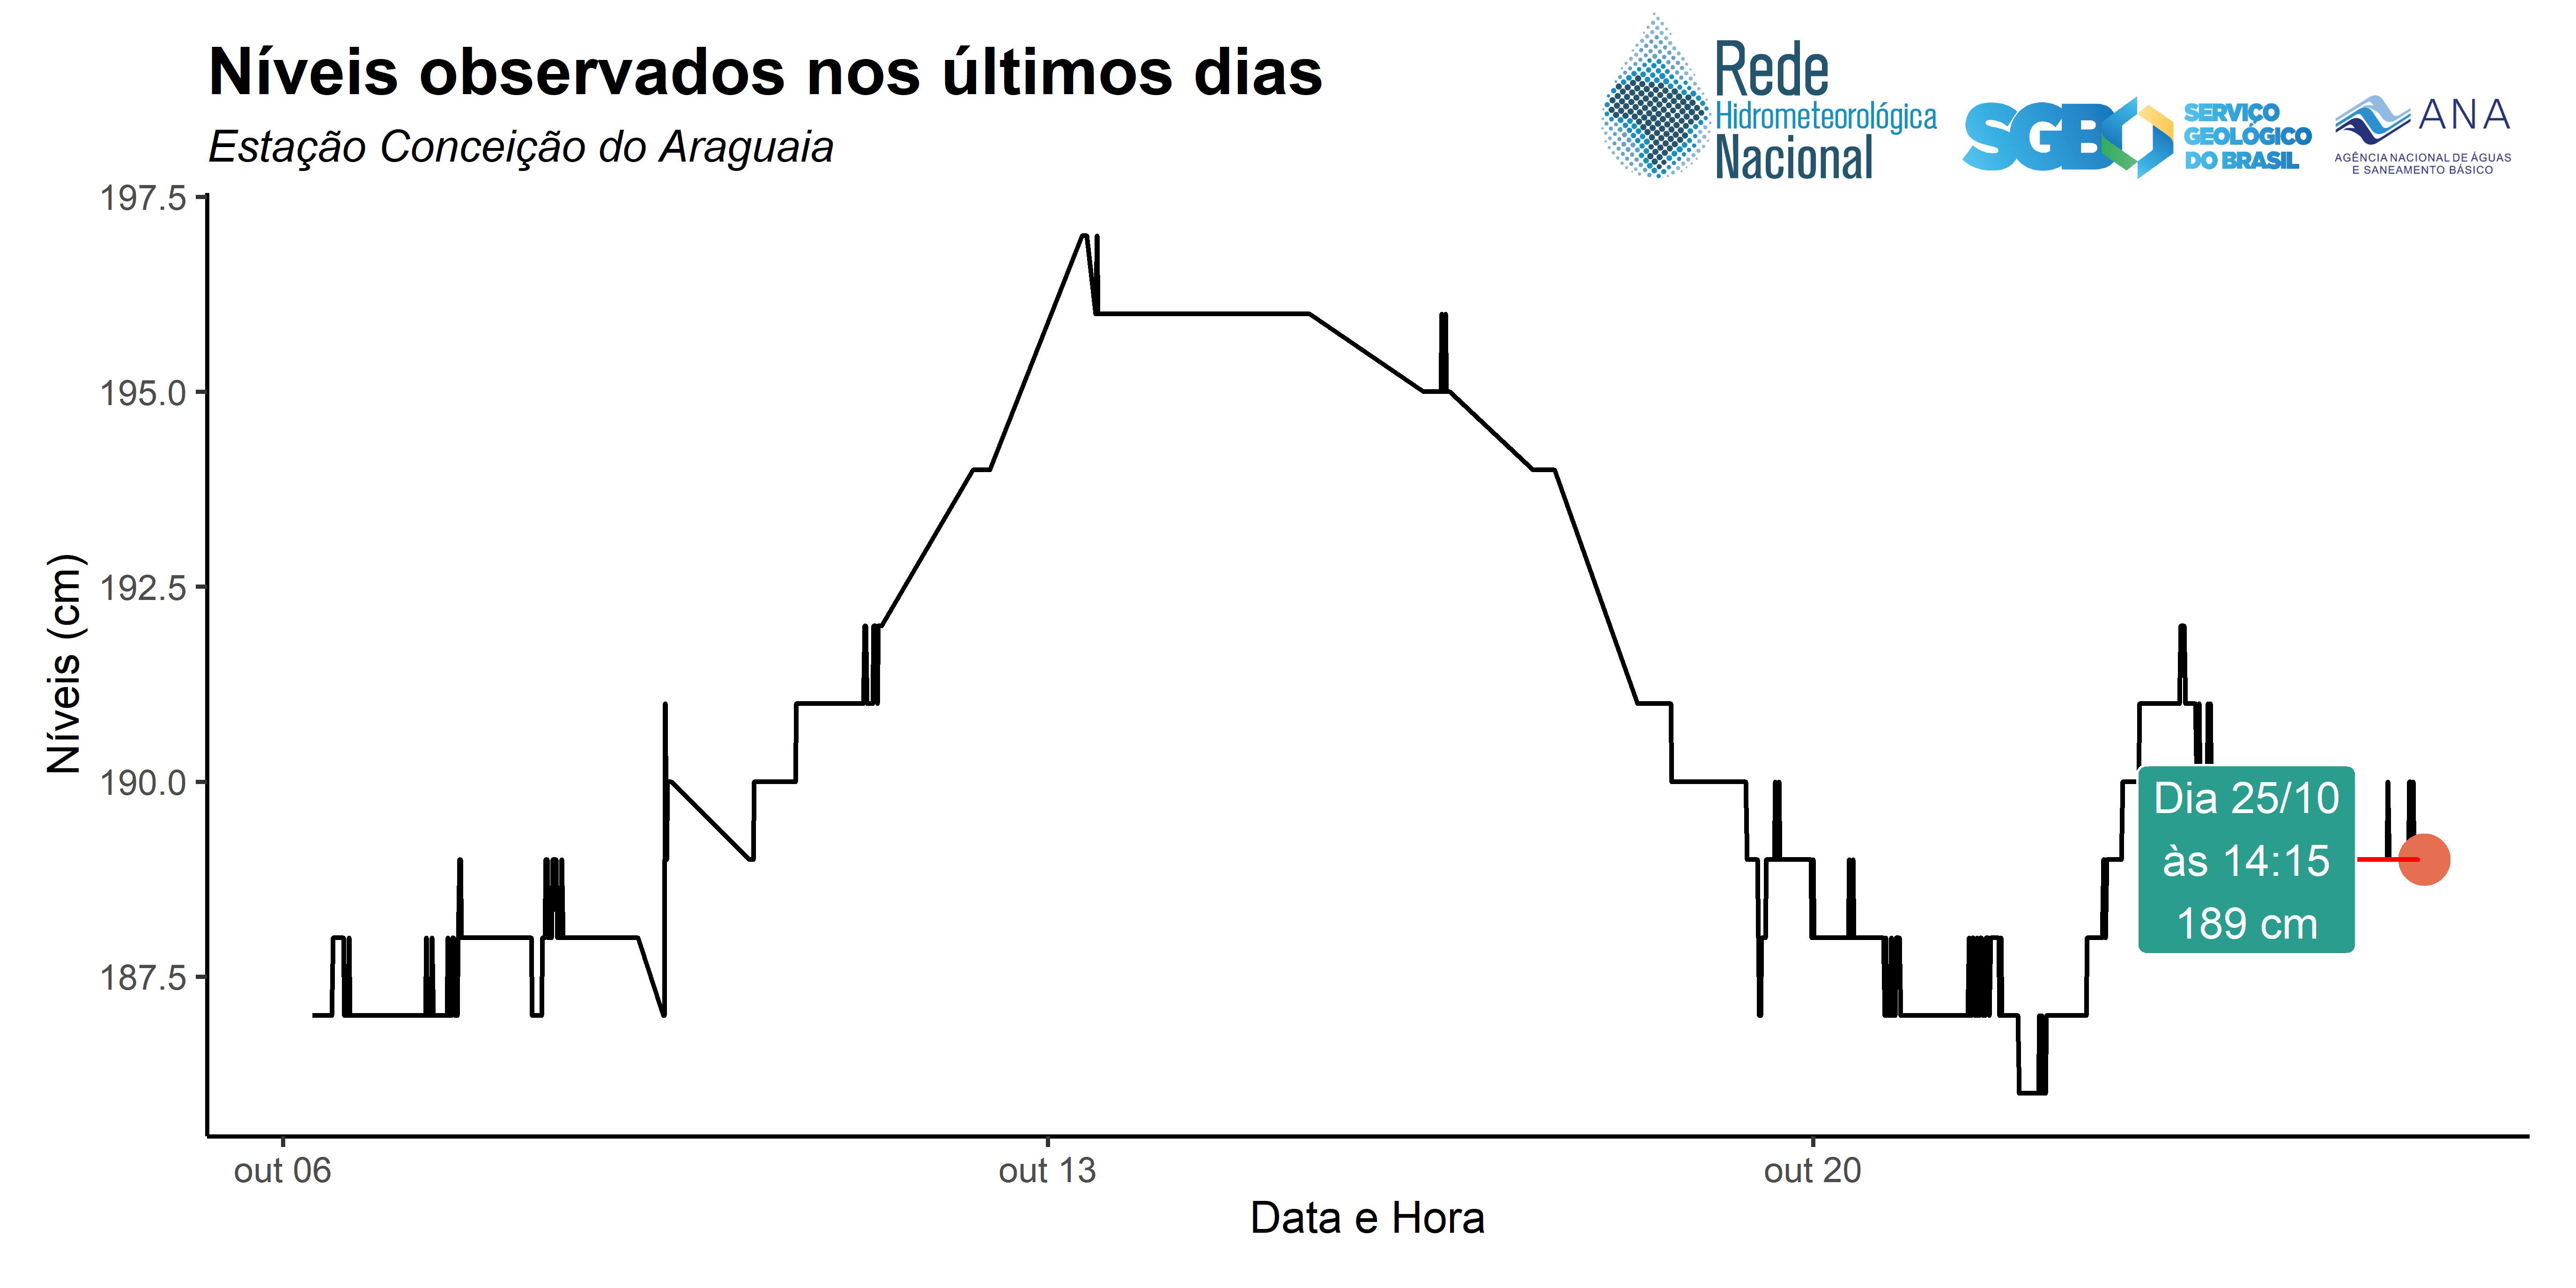 Níveis observados nos últimos dias
Estação Conceição do Araguaia
Rede
Hidrometeorológica
Nacional
SGB
SERVIÇO
GEOLÓGICO
DO BRASIL
ANA
AGÊNCIA NACIONAL DE ÁGUAS
E SANEAMENTO BÁSICO
Níveis (cm)
197.5
195.0
192.5
190.0
187.5
Dia 25/10
às 14:15
189 cm
out 06
out 13
out 20
Data e Hora